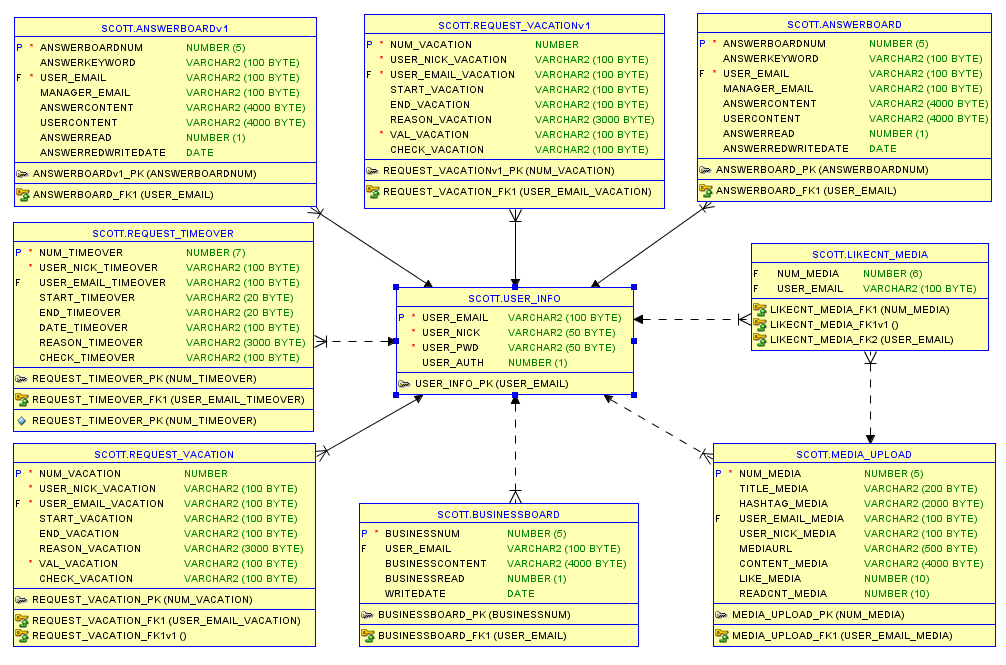 SCOTT.ANSWERBOARDv1
P * ANSWERBOARDNUM NUMBER (5)
ANSWERKEYWORD VARCHAR2 (100 BYTE)
F * USER_EMAIL VARCHAR2 (100 BYTE)
MANAGER_EMAIL VARCHAR2 (100 BYTE)
ANSWERCONTENT VARCHAR2 (4000 BYTE)
USERCONTENT VARCHAR2 (4000 BYTE)
ANSWERREAD NUMBER (1)
ANSWERREDWRITEDATE DATE
ANSWERBOARDv1_PK (ANSWERBOARDNUM)
ANSWERBOARD_FK1 (USER_EMAIL)
SCOTT.REQUEST_VACATIONv1
P * NUM_VACATION NUMBER
* USER_NICK_VACATION VARCHAR2 (100 BYTE)
F * USER_EMAIL_VACATION VARCHAR2 (100 BYTE)
START_VACATION VARCHAR2 (100 BYTE)
END_VACATION VARCHAR2 (100 BYTE)
REASON_VACATION VARCHAR2 (3000 BYTE)
* VAL_VACATION VARCHAR2 (100 BYTE)
CHECK_VACATION VARCHAR2 (100 BYTE)
REQUEST_VACATIONv1_PK (NUM_VACATION)
REQUEST_VACATION_FK1 (USER_EMAIL_VACATION)
SCOTT.ANSWERBOARD
P * ANSWERBOARDNUM NUMBER (5)
ANSWERKEYWORD VARCHAR2 (100 BYTE)
F * USER_EMAIL VARCHAR2 (100 BYTE)
MANAGER_EMAIL VARCHAR2 (100 BYTE)
ANSWERCONTENT VARCHAR2 (4000 BYTE)
USERCONTENT VARCHAR2 (4000 BYTE)
ANSWERREAD NUMBER (1)
ANSWERREDWRITEDATE DATE
ANSWERBOARD_PK (ANSWERBOARDNUM)
ANSWERBOARD_FK1 (USER_EMAIL)
SCOTT.REQUEST_TIMEOVER
P * NUM_TIMEOVER NUMBER (7)
* USER_NICK_TIMEOVER VARCHAR2 (100 BYTE)
F USER_EMAIL_TIMEOVER VARCHAR2 (100 BYTE)
START_TIMEOVER VARCHAR2 (20 BYTE)
END_TIMEOVER VARCHAR2 (20 BYTE)
DATE_TIMEOVER VARCHAR2 (100 BYTE)
REASON_TIMEOVER VARCHAR2 (3000 BYTE)
CHECK_TIMEOVER VARCHAR2 (100 BYTE)
REQUEST_TIMEOVER_PK (NUM_TIMEOVER)
REQUEST_TIMEOVER_FK1 (USER_EMAIL_TIMEOVER)
REQUEST_TIMEOVER_PK (NUM_TIMEOVER)
SCOTT.USER_INFO
P * USER_EMAIL VARCHAR2 (100 BYTE)
* USER_NICK VARCHAR2 (50 BYTE)
* USER_PWD VARCHAR2 (50 BYTE)
USER_AUTH NUMBER (1)
USER_INFO_PK (USER_EMAIL)
SCOTT.LIKECNT_MEDIA
F NUM_MEDIA NUMBER (6)
F USER_EMAIL VARCHAR2 (100 BYTE)
LIKECNT_MEDIA_FK1 (NUM_MEDIA)
LIKECNT_MEDIA_FK1v1 ()
LIKECNT_MEDIA_FK2 (USER_EMAIL)
SCOTT.REQUEST_VACATION
P * NUM_VACATION NUMBER
* USER_NICK_VACATION VARCHAR2 (100 BYTE)
F * USER_EMAIL_VACATION VARCHAR2 (100 BYTE)
START_VACATION VARCHAR2 (100 BYTE)
END_VACATION VARCHAR2 (100 BYTE)
REASON_VACATION VARCHAR2 (3000 BYTE)
* VAL_VACATION VARCHAR2 (100 BYTE)
CHECK_VACATION VARCHAR2 (100 BYTE)
REQUEST_VACATION_PK (NUM_VACATION)
REQUEST_VACATION_FK1 (USER_EMAIL_VACATION)
REQUEST_VACATION_FK1v1 ()
SCOTT.BUSINESSBOARD
P * BUSINESSNUM NUMBER (5)
F USER_EMAIL VARCHAR2 (100 BYTE)
BUSINESSCONTENT VARCHAR2 (4000 BYTE)
BUSINESSREAD NUMBER (1)
WRITEDATE DATE
BUSINESSBOARD_PK (BUSINESSNUM)
BUSINESSBOARD_FK1 (USER_EMAIL)
SCOTT.MEDIA_UPLOAD
P * NUM_MEDIA NUMBER (5)
TITLE_MEDIA VARCHAR2 (200 BYTE)
HASHTAG_MEDIA VARCHAR2 (2000 BYTE)
F USER_EMAIL_MEDIA VARCHAR2 (100 BYTE)
USER_NICK_MEDIA VARCHAR2 (100 BYTE)
MEDIAURL VARCHAR2 (500 BYTE)
CONTENT_MEDIA VARCHAR2 (4000 BYTE)
LIKE_MEDIA NUMBER (10)
READCNT_MEDIA NUMBER (10)
MEDIA_UPLOAD_PK (NUM_MEDIA)
MEDIA_UPLOAD_FK1 (USER_EMAIL_MEDIA)